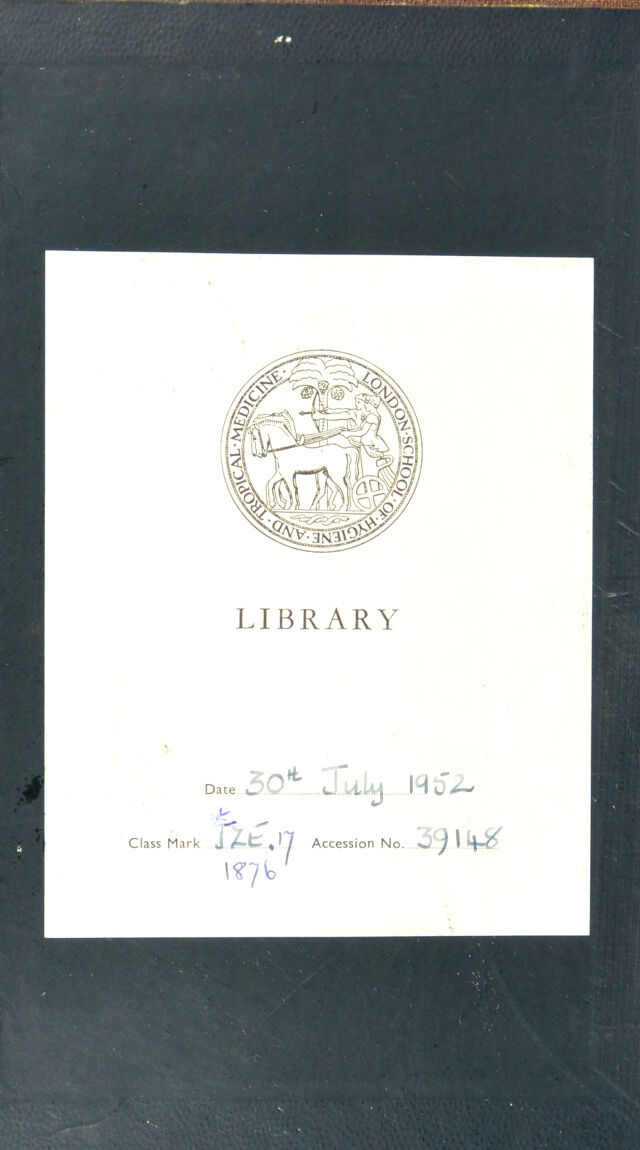 LONDON·SCHOOL·OF·HYGIENE·AND·TROPICAL·MEDICINE·
LIBRARY
Date 30th July 1952
Class Mark JZE.17 Accession No. 39148
1876